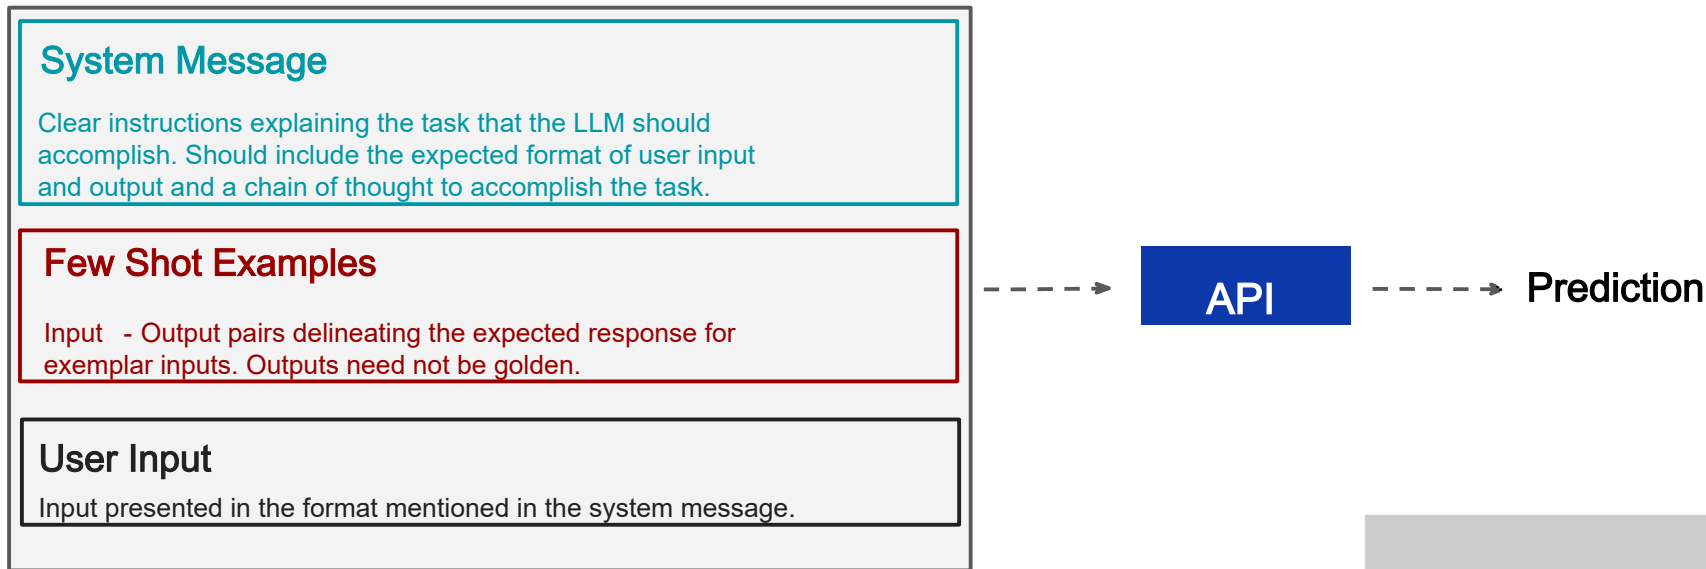 System Message
Clear instructions explaining the task that the LLM should
accomplish. Should include the expected format of user input
and output and a chain of thought to accomplish the task.
Few Shot Examples
Input - Output pairs delineating the expected response for
exemplar inputs. Outputs need not be golden.
User Input
Input presented in the format mentioned in the system message.
API
Prediction